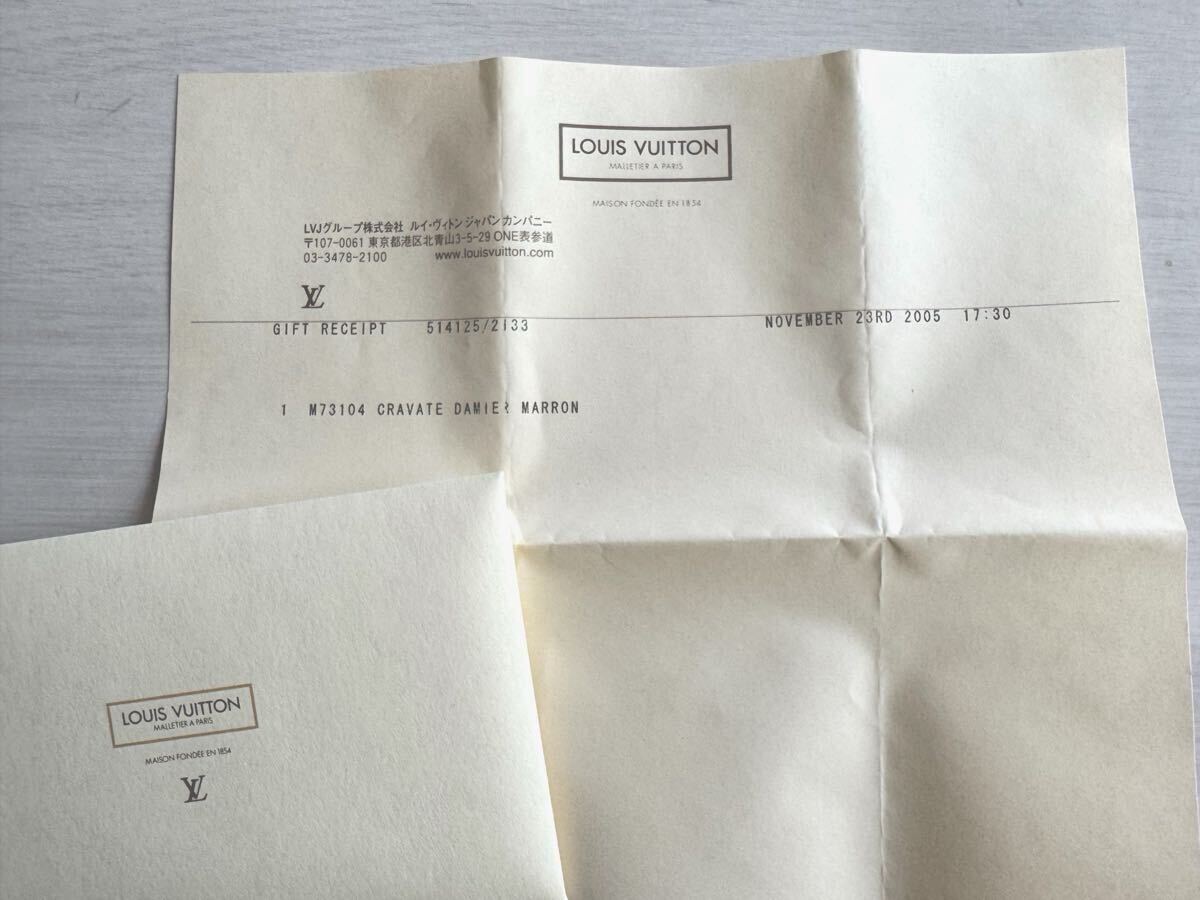 LOUIS VUITTON
MALLETIER A PARIS
MAISON FONDÉE EN 1854
LVJグループ株式会社 ルイ・ヴィトン ジャパン カンパニー
〒107-0061 東京都港区北青山3-5-29 ONE表参道
03-3478-2100 www.louisvuitton.com
LV
GIFT RECEIPT 514125/2133 NOVEMBER 23RD 2005 17:30
1 M73104 CRAVATE DAMIER MARRON
LOUIS VUITTON
MALLETIER A PARIS
MAISON FONDÉE EN 1854
LV